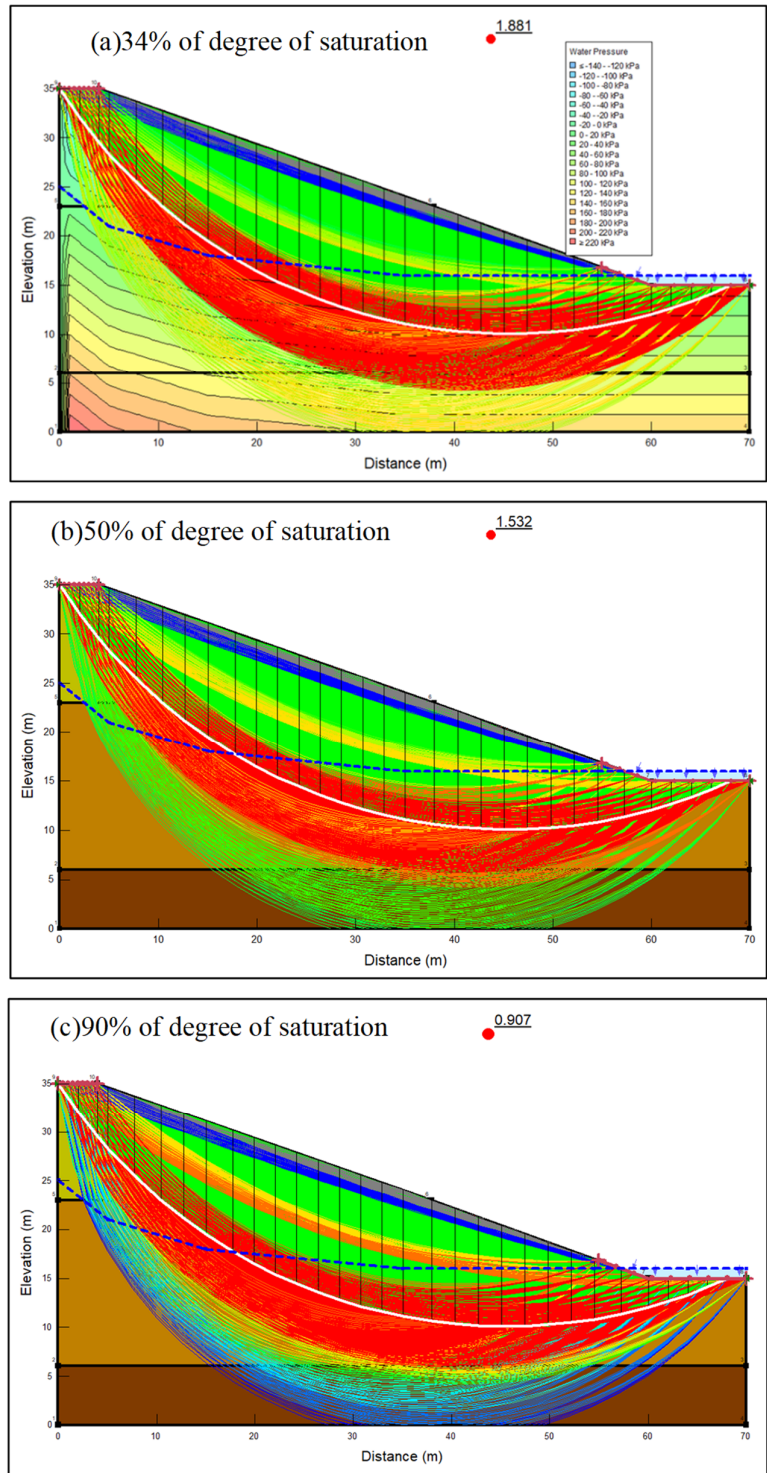 (a)34% of degree of saturation
1.881
Water Pressure
≤ -140 - -120 kPa
-120 - -100 kPa
-100 - -80 kPa
-80 - -60 kPa
-60 - -40 kPa
-40 - -20 kPa
-20 - 0 kPa
0 - 20 kPa
20 - 40 kPa
40 - 60 kPa
60 - 80 kPa
80 - 100 kPa
100 - 120 kPa
120 - 140 kPa
140 - 160 kPa
160 - 180 kPa
180 - 200 kPa
200 - 220 kPa
≥ 220 kPa
Elevation (m)
35
30
25
20
15
10
5
0
0 10 20 30 40 50 60 70
Distance (m)
(b)50% of degree of saturation
1.532
Elevation (m)
35
30
25
20
15
10
5
0
0 10 20 30 40 50 60 70
Distance (m)
(c)90% of degree of saturation
0.907
Elevation (m)
35
30
25
20
15
10
5
0
0 10 20 30 40 50 60 70
Distance (m)